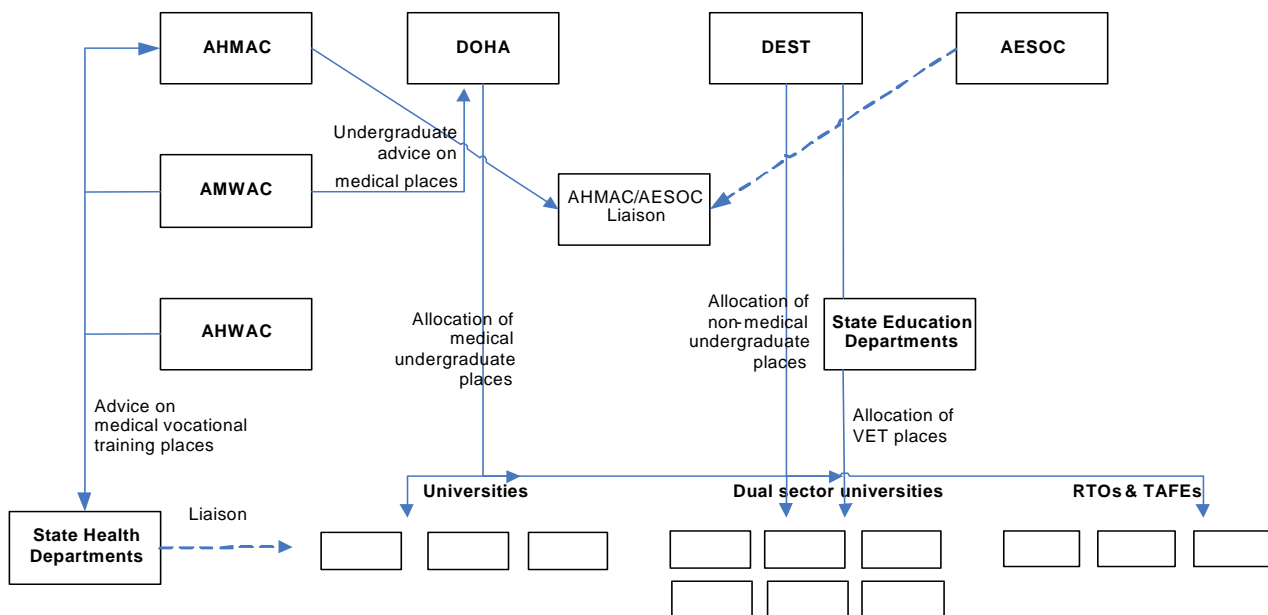 AHMAC
DOHA
DEST
AESOC
Undergraduate
advice on
medical places
AMWAC
AHMAC/AESOC
Liaison
AHWAC
Allocation of
medical
undergraduate
places
Allocation of
non-medical
undergraduate
places
State Education
Departments
Advice on
medical vocational
training places
Allocation of
VET places
Universities
Dual sector universities
RTOs & TAFEs
State Health
Departments
Liaison